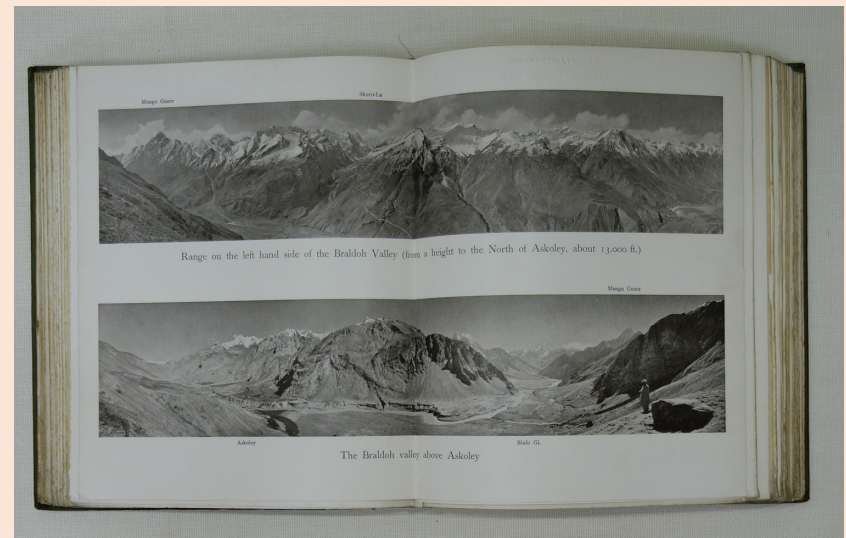 Mango Gusor
Skoro-La
Range on the left hand side of the Braldoh Valley (from a height to the North of Askoley, about 13.000 ft.)
Mango Gusor
Askoley
Biafo Gl.
The Braldoh valley above Askoley